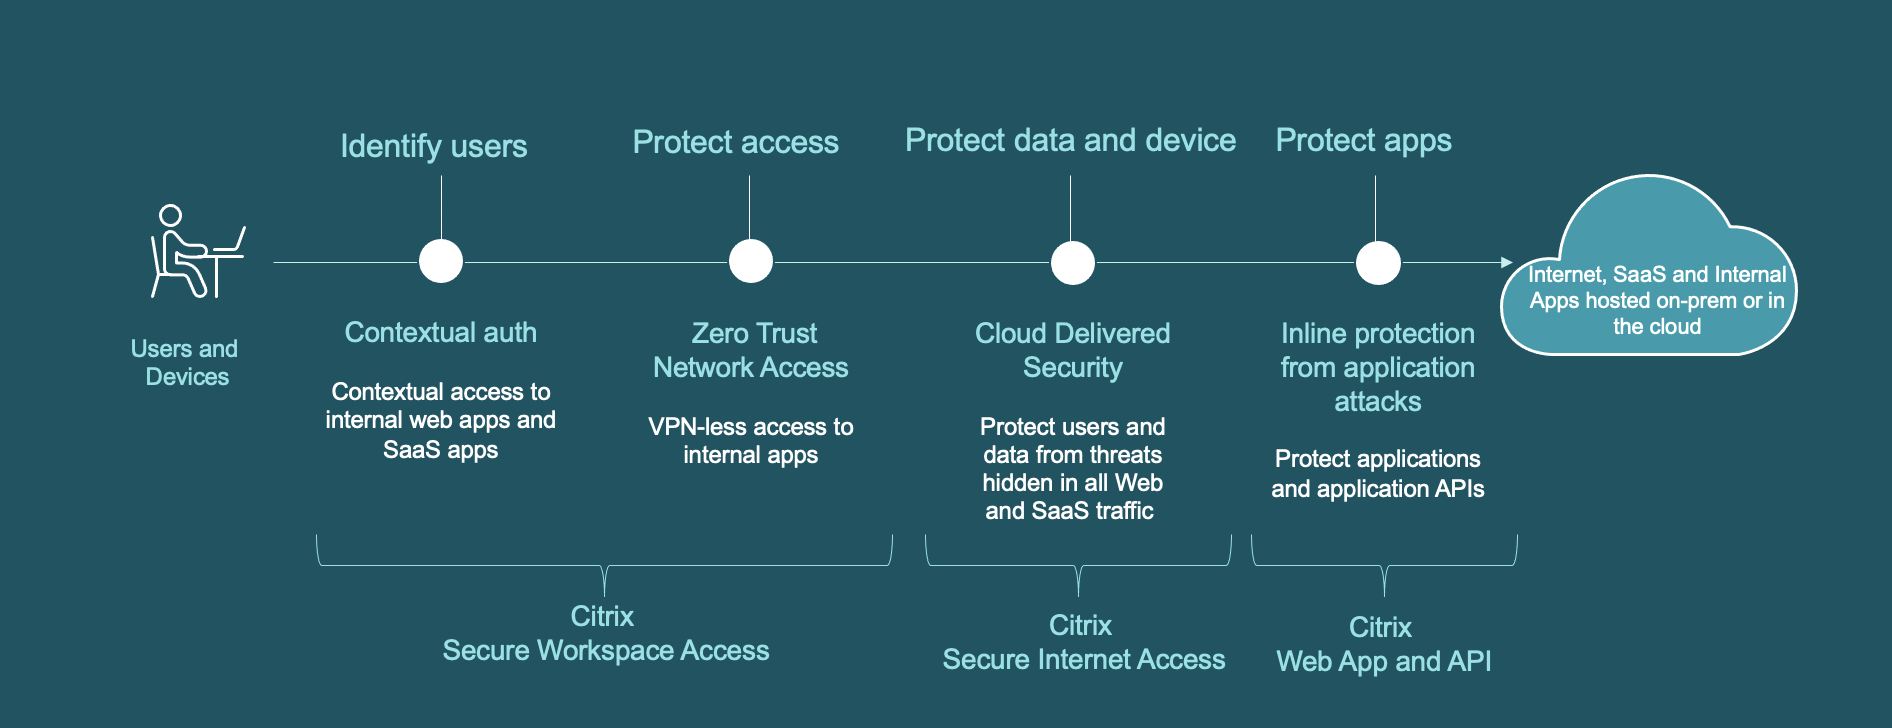 Identify users
Protect access
Protect data and device
Protect apps
Users and
Devices
Contextual auth
Contextual access to
internal web apps and
SaaS apps
Zero Trust
Network Access
VPN-less access to
internal apps
Cloud Delivered
Security
Protect users and
data from threats
hidden in all Web
and SaaS traffic
Inline protection
from application
attacks
Protect applications
and application APIs
Internet, SaaS and Internal
Apps hosted on-prem or in
the cloud
Citrix
Secure Workspace Access
Citrix
Secure Internet Access
Citrix
Web App and API